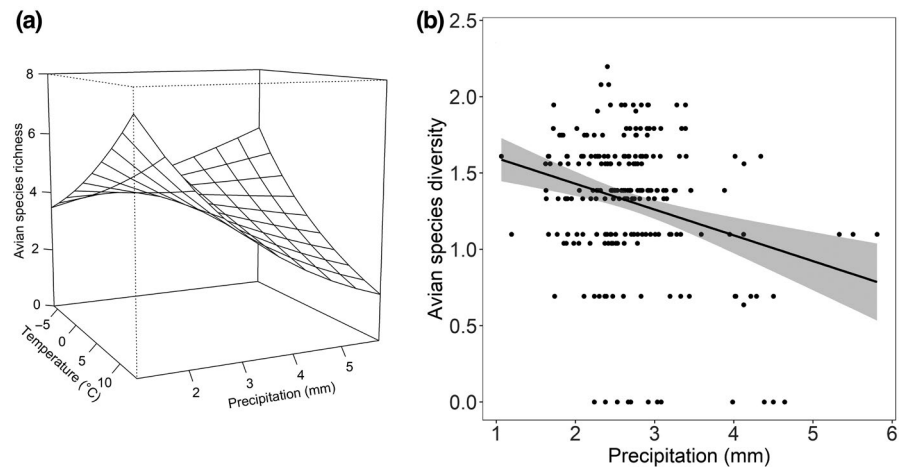 (a)
8
6
4
2
0
Avian species richness
−5
0
5
10
Temperature (°C)
2
3
4
5
Precipitation (mm)
(b)
2.5
2.0
1.5
1.0
0.5
0.0
Avian species diversity
1 2 3 4 5 6
Precipitation (mm)